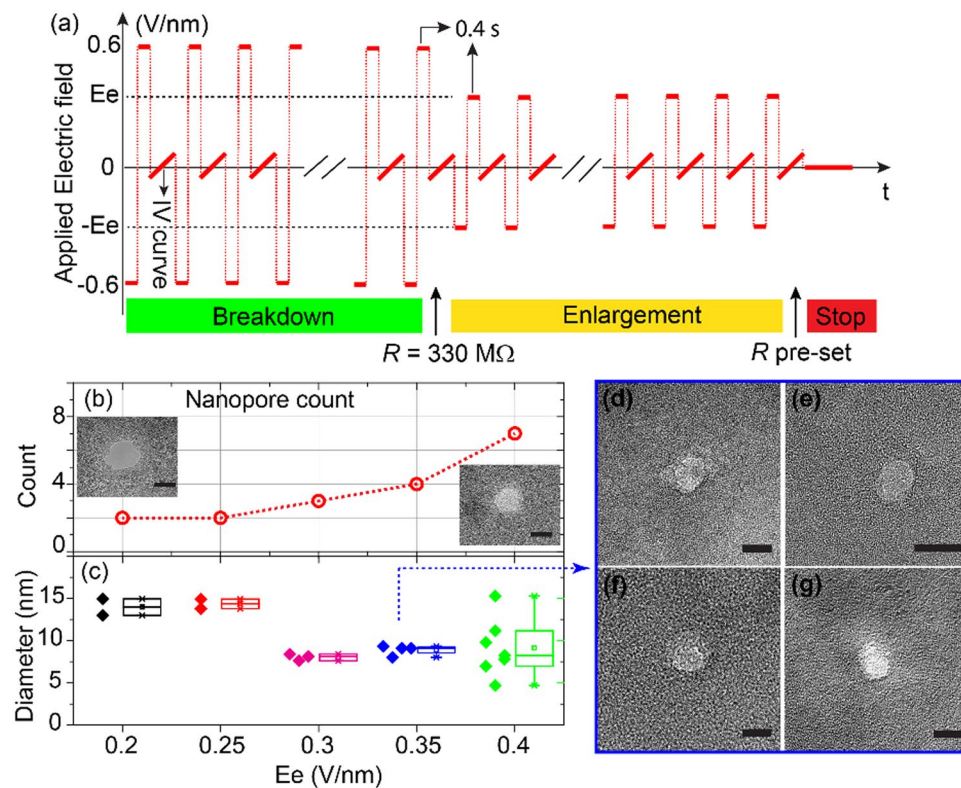 (a)
(V/nm)
0.6
Ee
0
-Ee
-0.6
Applied Electric field
IV curve
0.4 s
t
Breakdown
Enlargement
Stop
R = 330 MΩ
R pre-set
(b)
Nanopore count
8
4
0
Count
(c)
15
10
5
0
Diameter (nm)
0.2
0.25
0.3
0.35
0.4
Ee (V/nm)
(d)
(e)
(f)
(g)